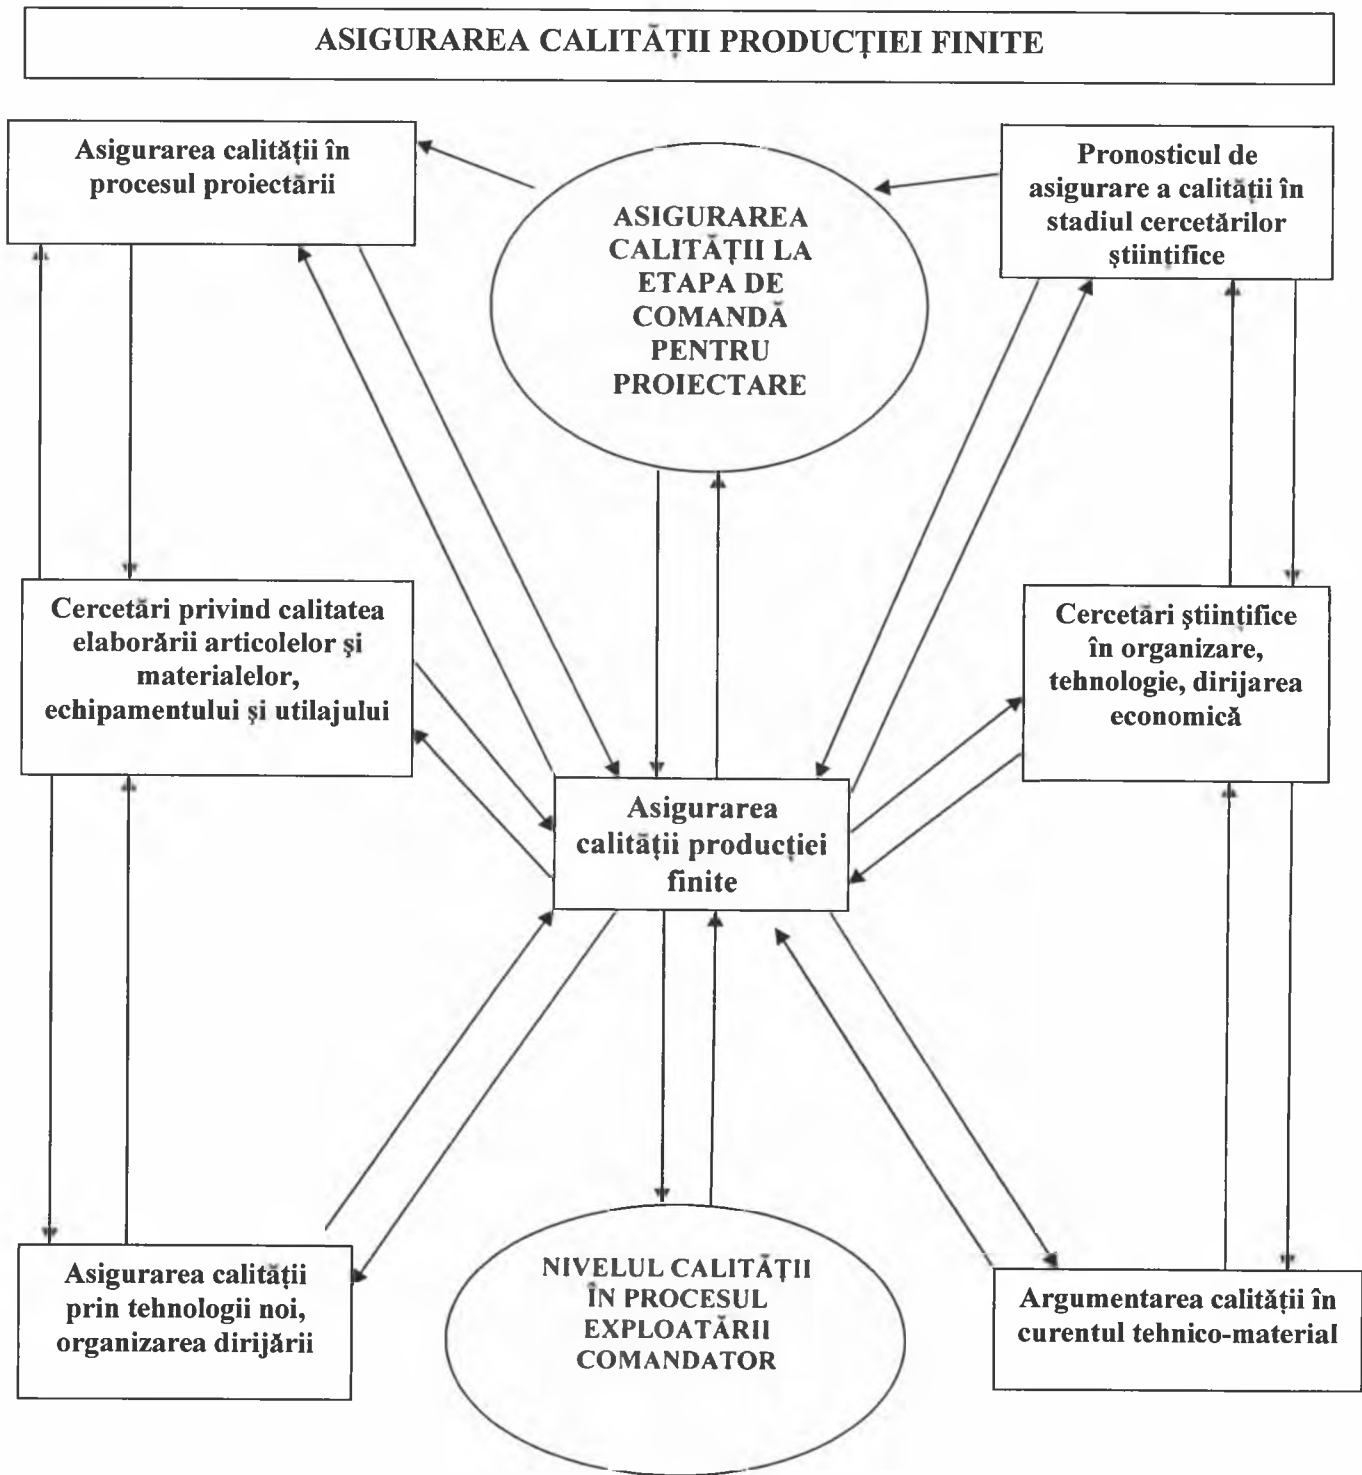 ASIGURAREA CALITĂȚII PRODUCȚIEI FINITE
Asigurarea calității în
procesul proiectării
ASIGURAREA
CALITĂȚII LA
ETAPA DE
COMANDĂ
PENTRU
PROIECTARE
Pronosticul de
asigurare a calității în
stadiul cercetărilor
științifice
Cercetări privind calitatea
elaborării articolelor și
materialelor,
echipamentului și utilajului
Cercetări științifice
în organizare,
tehnologie, dirijarea
economică
Asigurarea
calității producției
finite
Asigurarea calității
prin tehnologii noi,
organizarea dirijării
NIVELUL CALITĂȚII
ÎN PROCESUL
EXPLOATĂRII
COMANDATOR
Argumentarea calității în
curentul tehnico-material